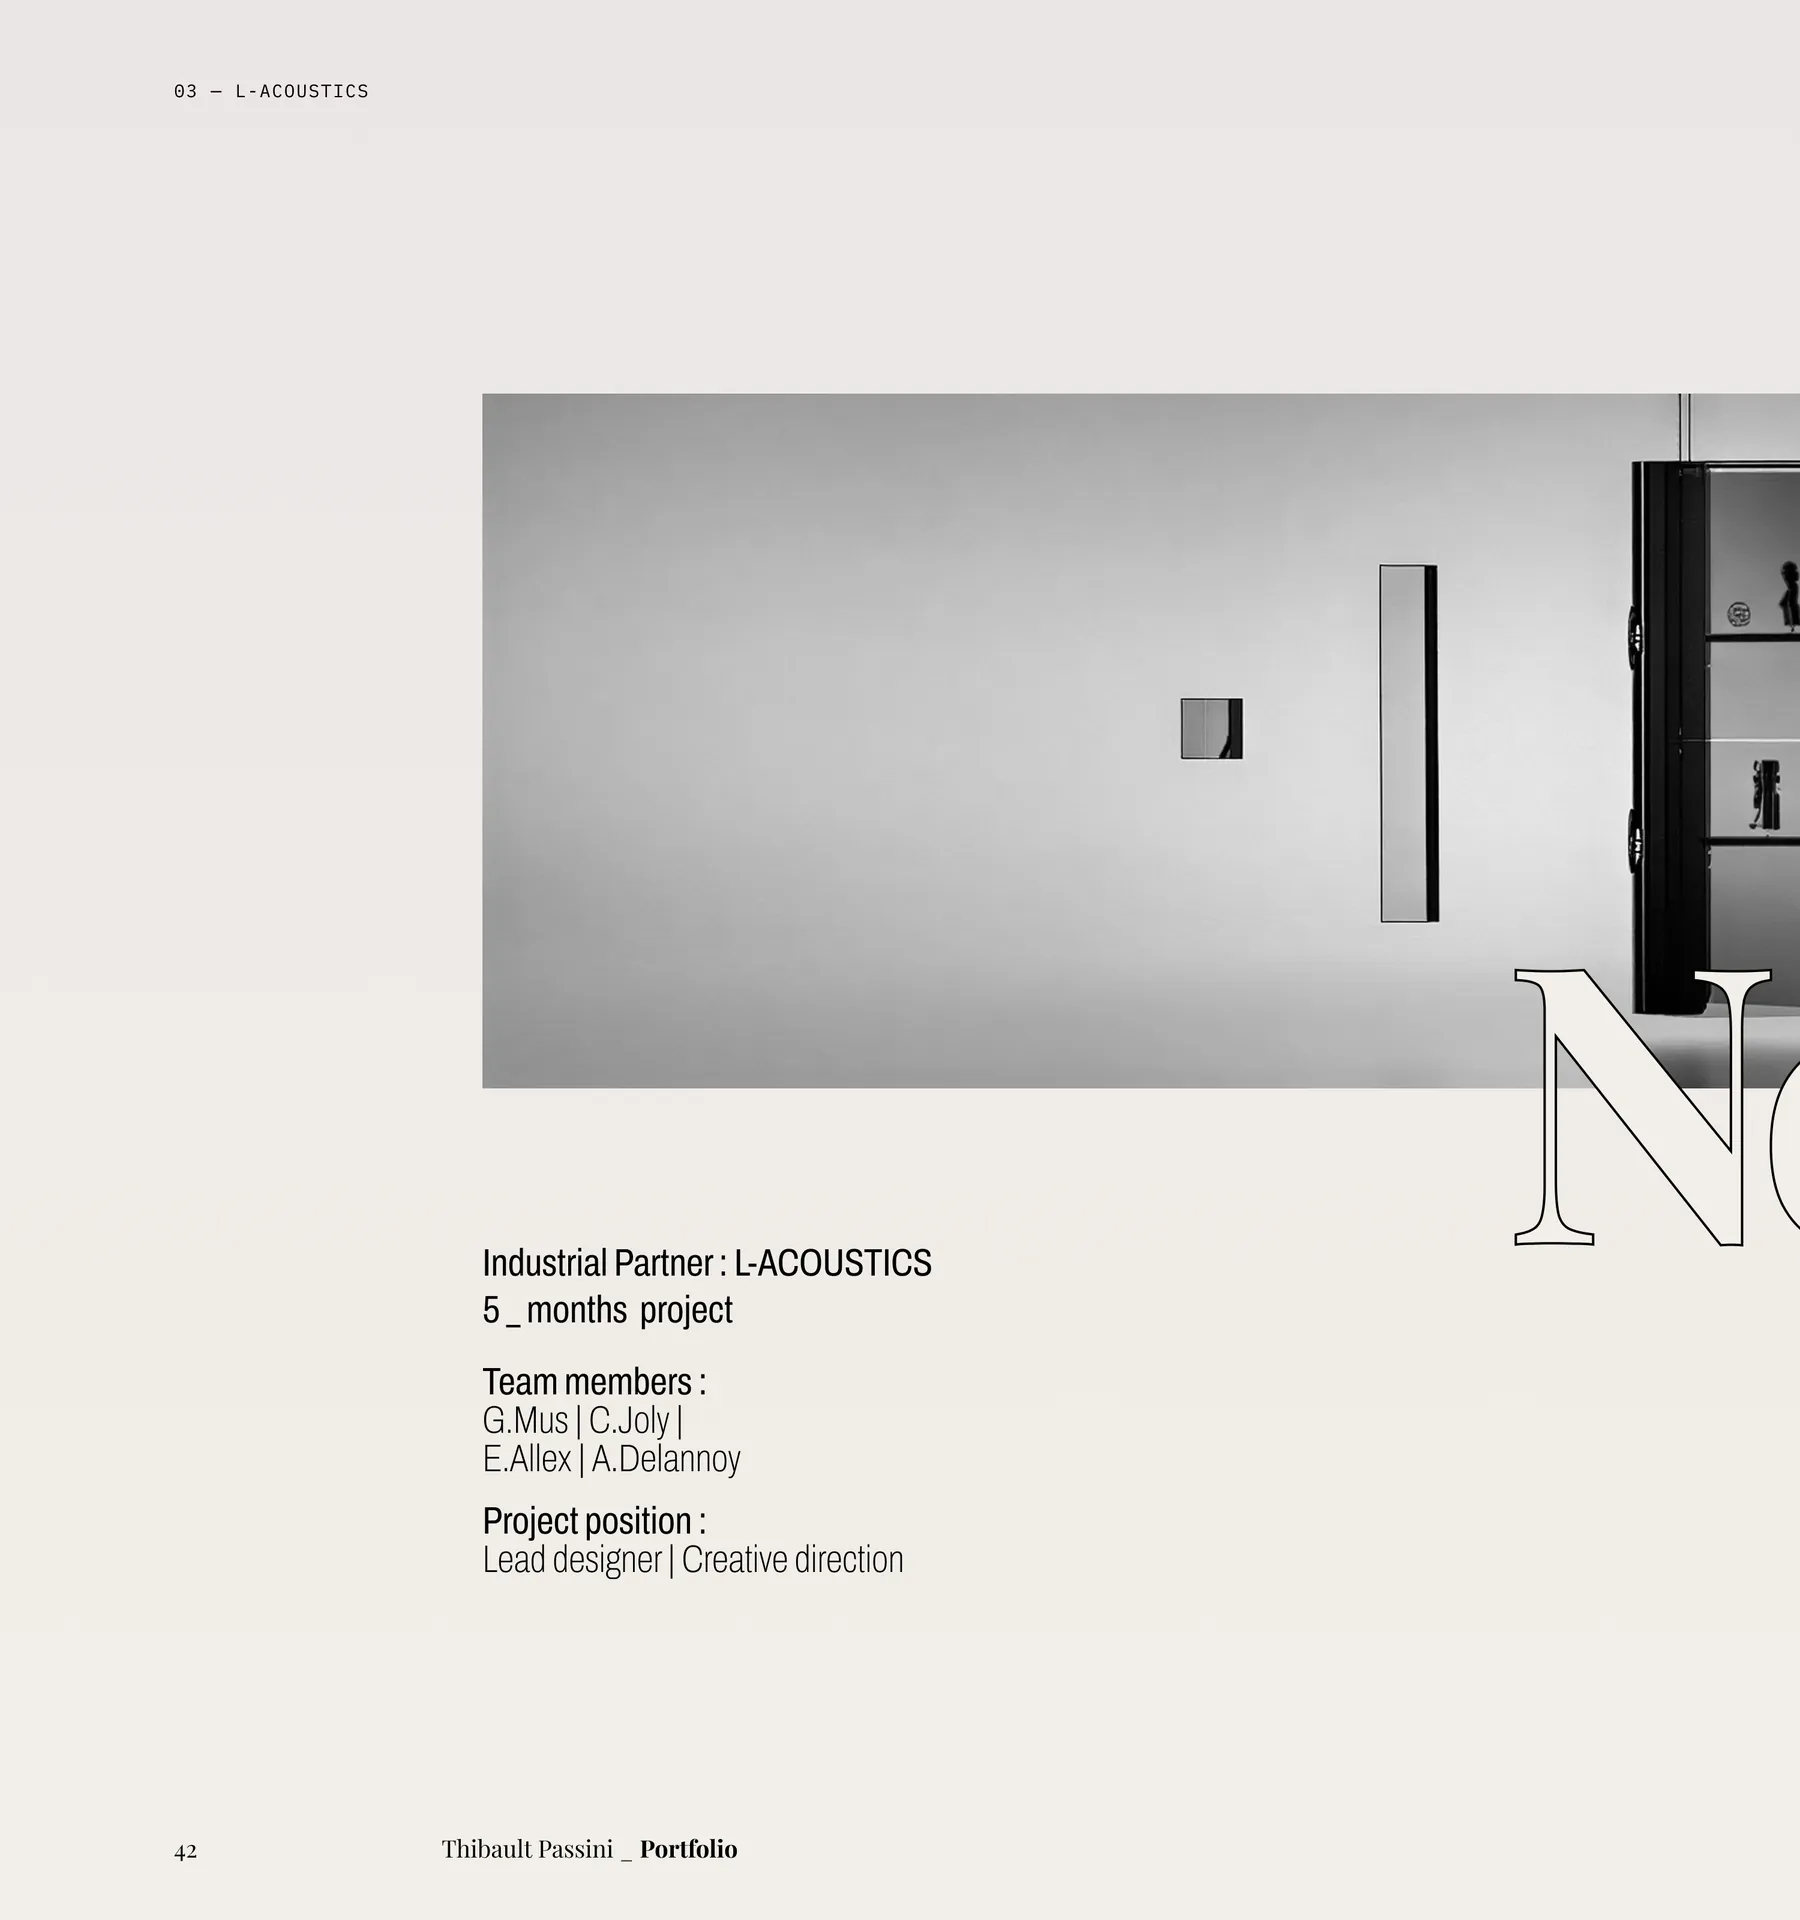 03 — L-ACOUSTICS
No
Industrial Partner : L-ACOUSTICS
5 _ months project
Team members :
G.Mus | C.Joly |
E.Allex | A.Delannoy
Project position :
Lead designer | Creative direction
42
Thibault Passini _ Portfolio